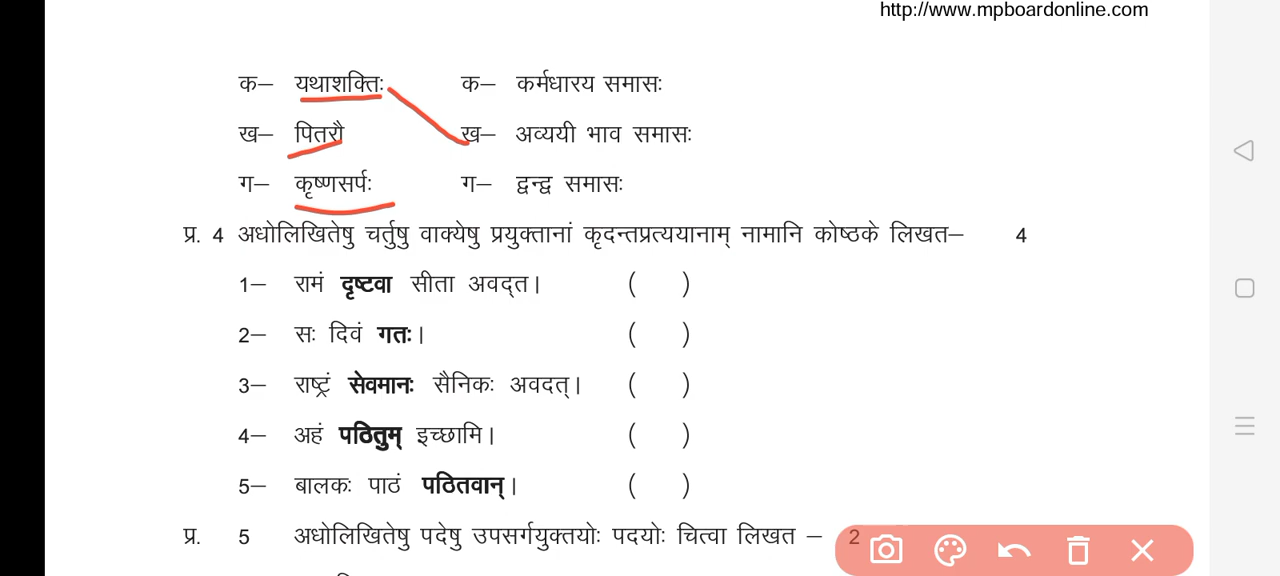 http://www.mpboardonline.com
क– यथाशक्तिः क– कर्मधारय समासः
ख– पितरौ ख– अव्ययी भाव समासः
ग– कृष्णसर्पः ग– द्वन्द्व समासः
प्र. 4 अधोलिखितेषु चर्तुषु वाक्येषु प्रयुक्तानां कृदन्तप्रत्ययानाम् नामानि कोष्ठके लिखत– 4
1– रामं दृष्टवा सीता अवद्त। ( )
2– सः दिवं गतः। ( )
3– राष्ट्रं सेवमानः सैनिकः अवदत्। ( )
4– अहं पठितुम् इच्छामि। ( )
5– बालकः पाठं पठितवान्। ( )
प्र. 5 अधोलिखितेषु पदेषु उपसर्गयुक्तयोः पदयोः चित्वा लिखत – 2